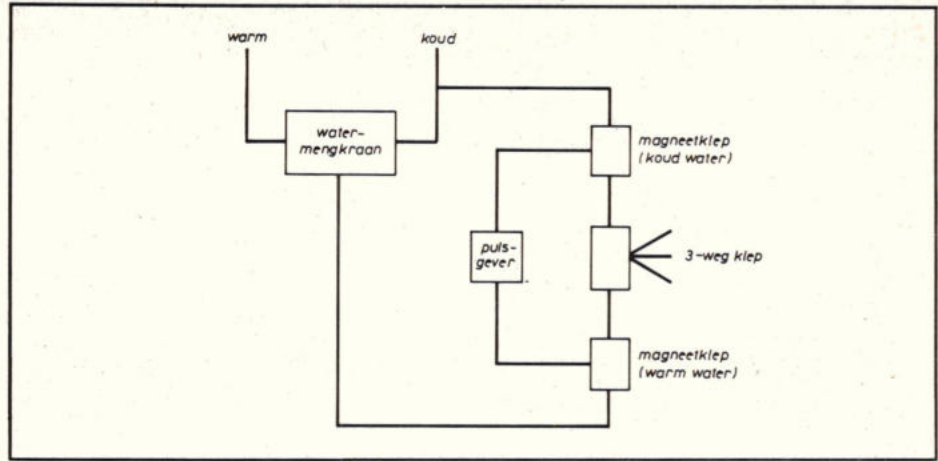 warm
koud
water-
mengkraan
magneetklep
(koud water)
puls-
gever
3-weg klep
magneetklep
(warm water)